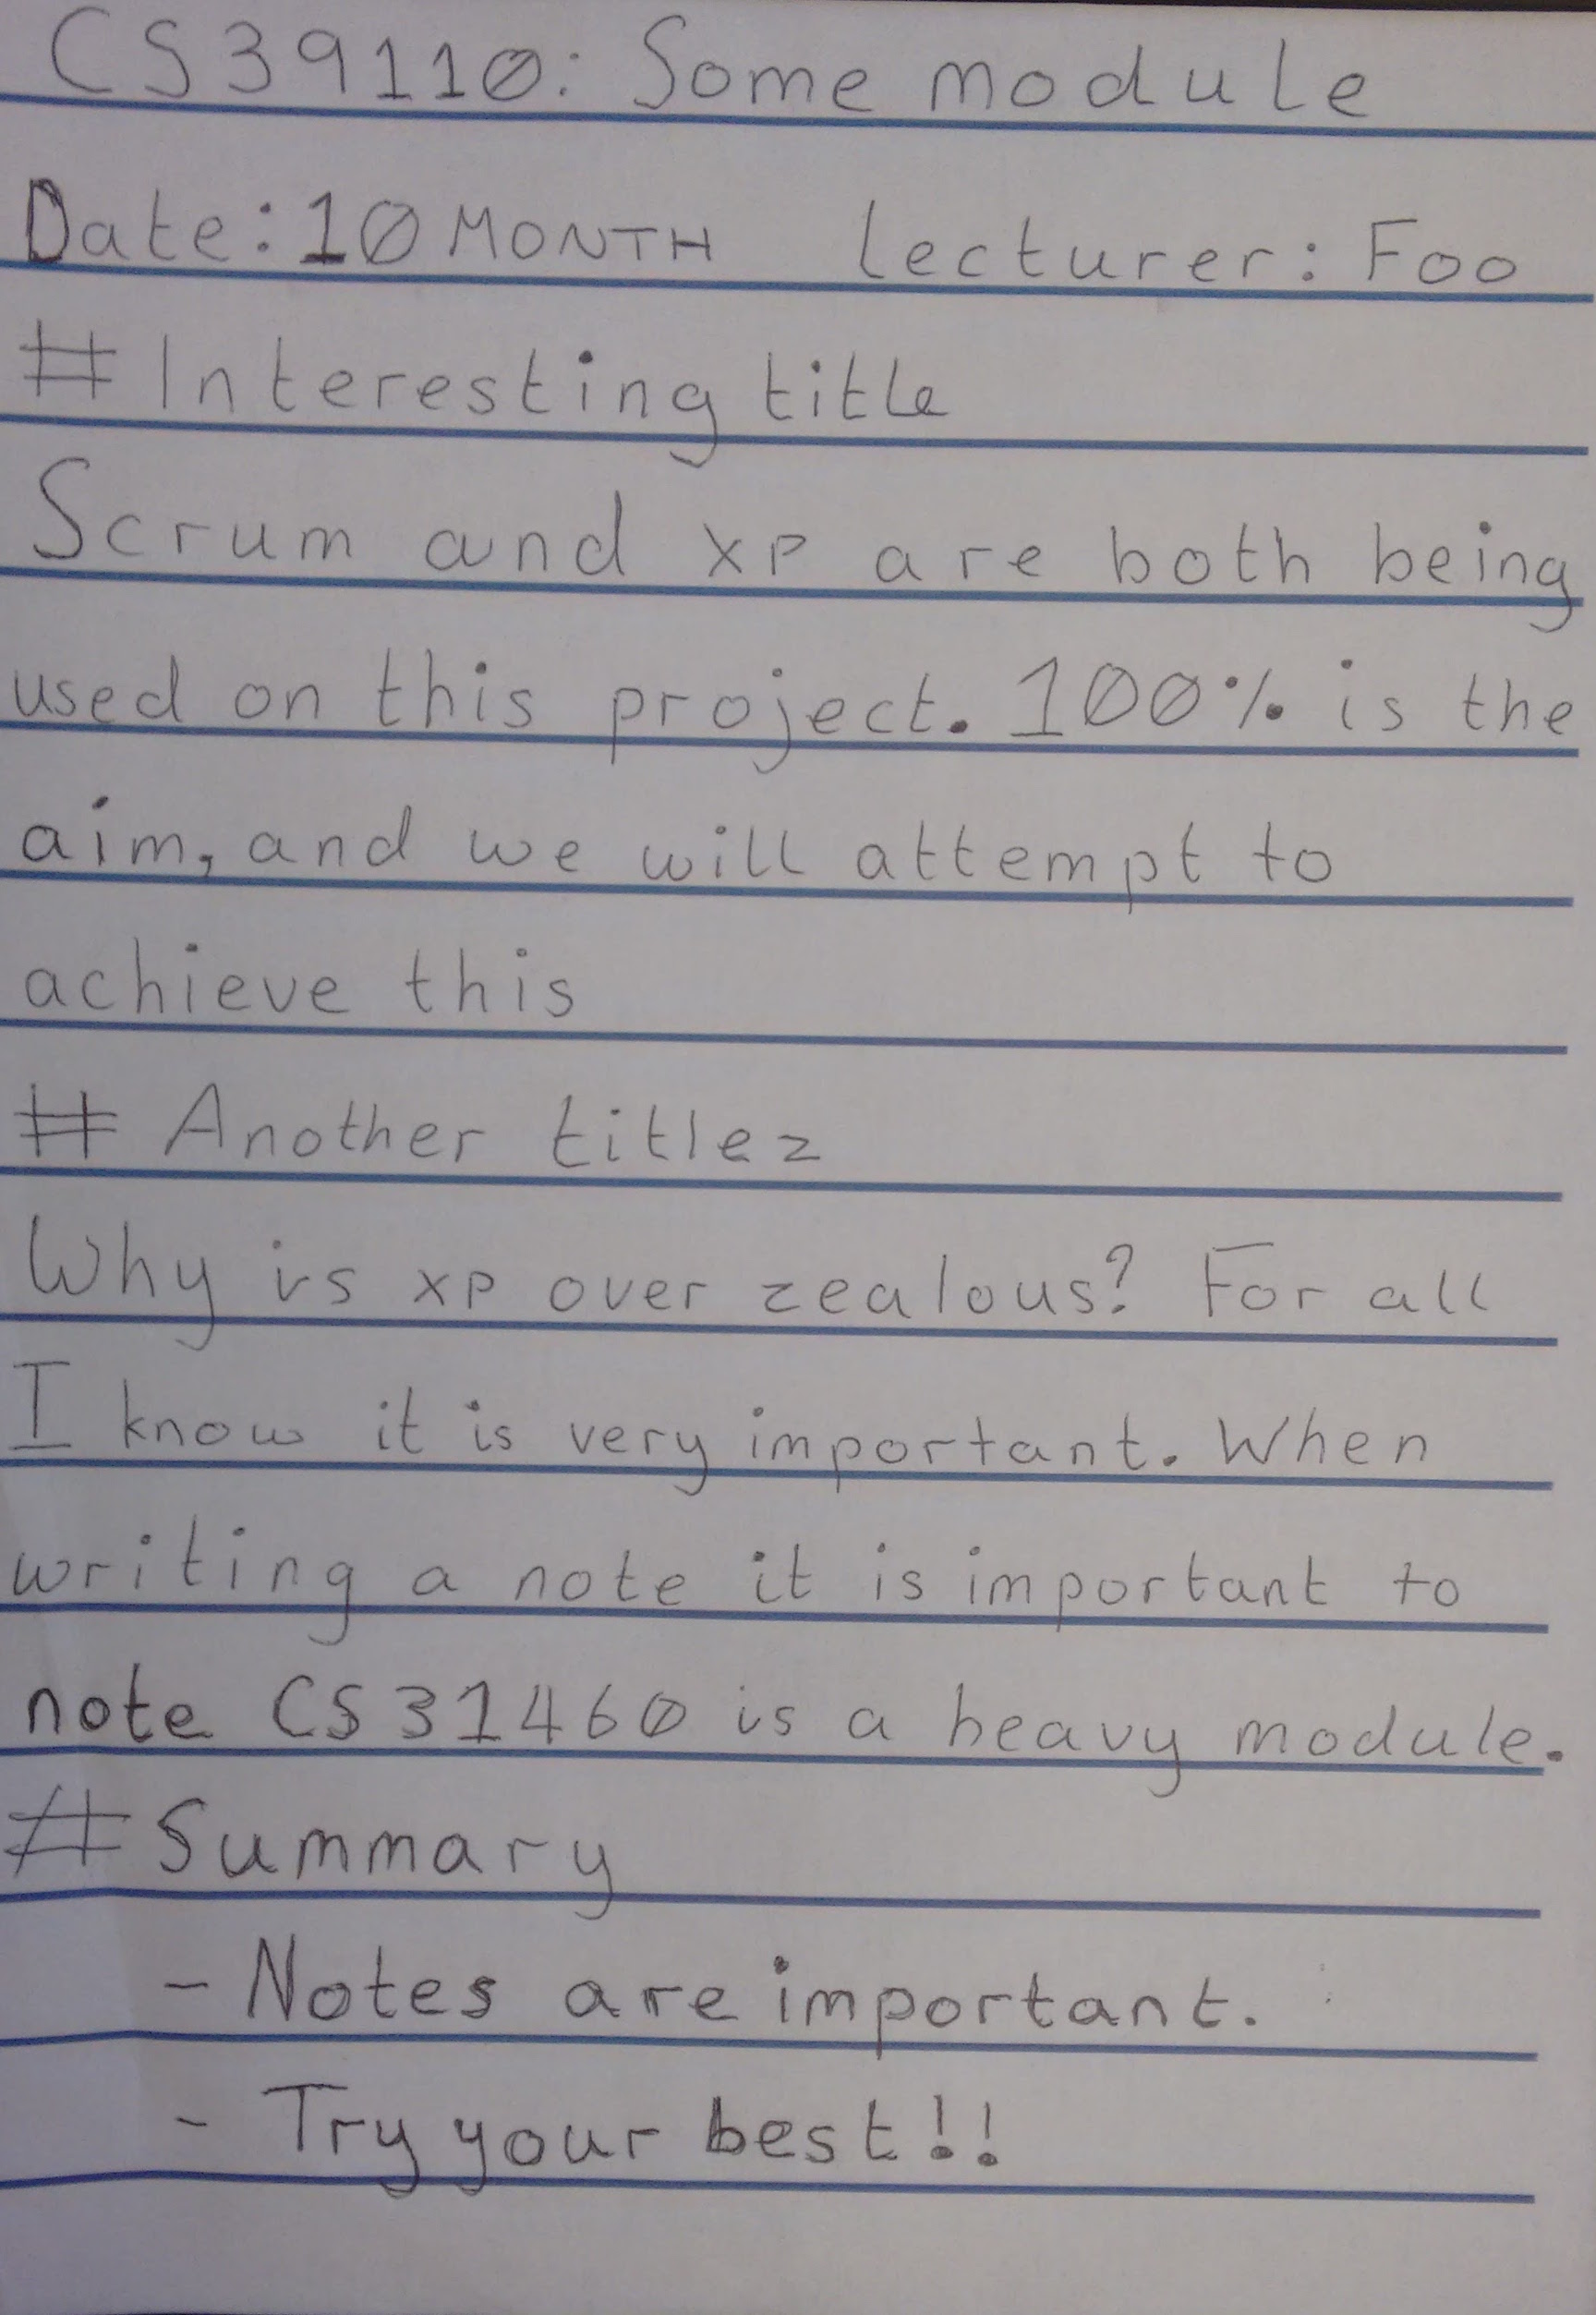 CS39110: Some module
Date: 10 MONTH lecturer: Foo
# Interesting title
Scrum and xp are both being
used on this project. 100% is the
aim, and we will attempt to
achieve this
# Another title2
Why is xp over zealous? For all
I know it is very important. When
writing a note it is important to
note CS31460 is a heavy module.
# Summary
- Notes are important.
- Try your best!!